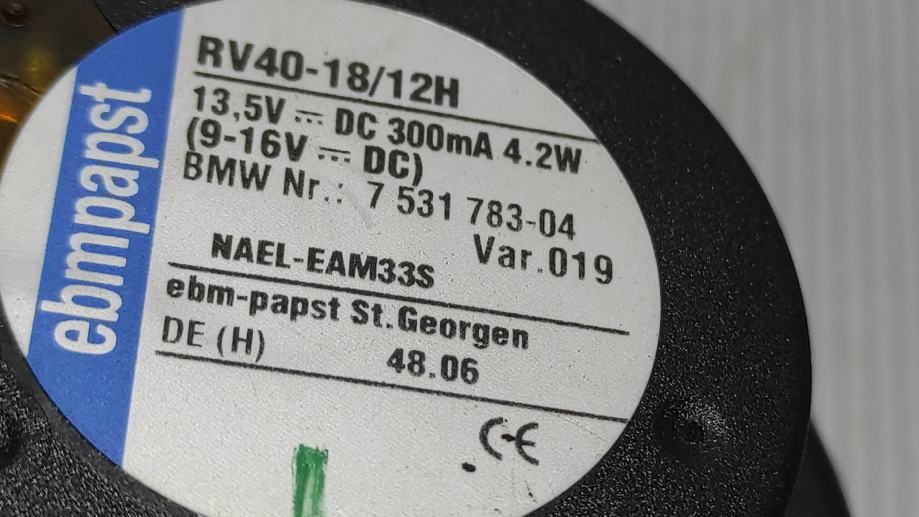 ebmpapst
RV40-18/12H
13,5V ⎓ DC 300mA 4.2W
(9-16V ⎓ DC)
BMW Nr.: 7 531 783-04
Var.019
NAEL-EAM33S
ebm-papst St.Georgen
DE (H) 48.06
CE